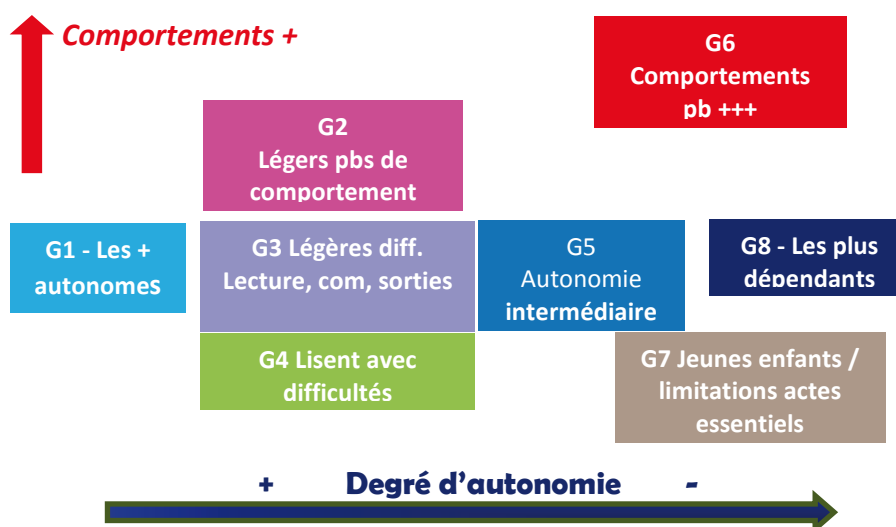 Comportements +
G6
Comportements
pb +++
G2
Légers pbs de
comportement
G1 - Les +
autonomes
G3 Légères diff.
Lecture, com, sorties
G5
Autonomie
intermédiaire
G8 - Les plus
dépendants
G4 Lisent avec
difficultés
G7 Jeunes enfants /
limitations actes
essentiels
+ Degré d’autonomie -